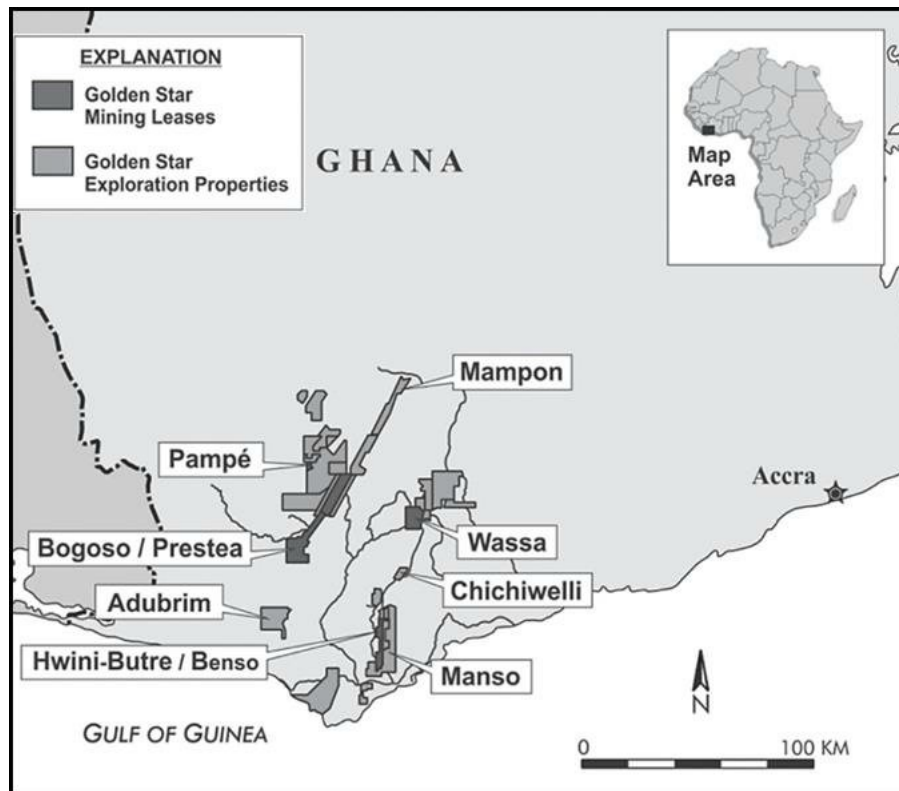 EXPLANATION
Golden Star
Mining Leases
Golden Star
Exploration Properties
GHANA
Map
Area
Mampon
Pampé
Accra
Wassa
Bogoso / Prestea
Chichiwelli
Adubrim
Hwini-Butre / Benso
Manso
N
GULF OF GUINEA
0
100 KM